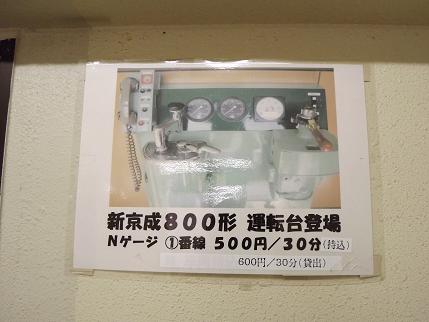 新京成800形 運転台登場
Nゲージ ①番線 500円/30分(持込)
600円/30分(貸出)